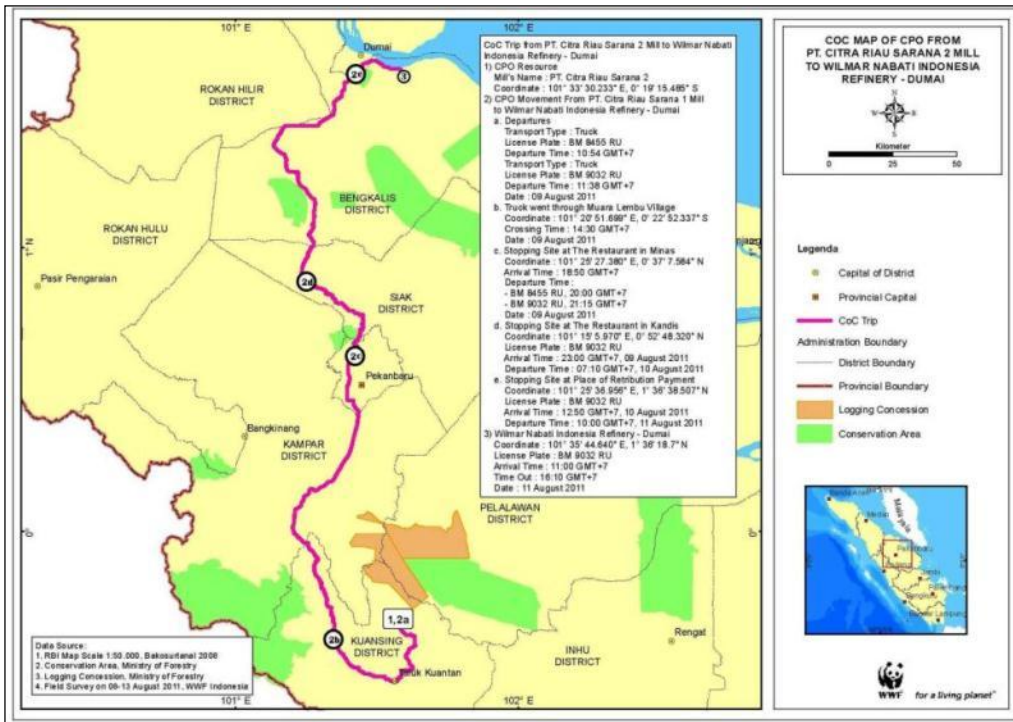 101° E
102° E
Dumai
2e
3
ROKAN HILIR
DISTRICT
BENGKALIS
DISTRICT
ROKAN HULU
DISTRICT
1° N
Pasir Pengaraian
2d
SIAK
DISTRICT
2c
Pekanbaru
Bangkinang
KAMPAR
DISTRICT
PELALAWAN
DISTRICT
0°
0°
1,2a
2b
KUANSING
DISTRICT
Teluk Kuantan
INHU
DISTRICT
Rengat
101° E
102° E
CoC Trip from PT. Citra Riau Sarana 2 Mill to Wilmar Nabati
Indonesia Refinery - Dumai
1) CPO Resource
Mill's Name : PT. Citra Riau Sarana 2
Coordinate : 101° 33' 30.233" E, 0° 19' 15.485" S
2) CPO Movement From PT. Citra Riau Sarana 1 Mill
to Wilmar Nabati Indonesia Refinery - Dumai
a. Departures
Transport Type : Truck
License Plate : BM 8455 RU
Departure Time : 10:54 GMT+7
Transport Type : Truck
License Plate : BM 9032 RU
Departure Time : 11:38 GMT+7
Date : 09 August 2011
b. Truck went through Muara Lembu Village
Coordinate : 101° 20' 51.699" E, 0° 22' 52.337" S
Crossing Time : 14:30 GMT+7
Date : 09 August 2011
c. Stopping Site at The Restaurant in Minas
Coordinate : 101° 25' 27.380" E, 0° 37' 7.584" N
Arrival Time : 18:50 GMT+7
Departure Time :
- BM 8455 RU, 20:00 GMT+7
- BM 9032 RU, 21:15 GMT+7
Date : 09 August 2011
d. Stopping Site at The Restaurant in Kandis
Coordinate : 101° 15' 5.970" E, 0° 52' 48.320" N
License Plate : BM 9032 RU
Arrival Time : 23:00 GMT+7, 09 August 2011
Departure Time : 07:10 GMT+7, 10 August 2011
e. Stopping Site at Place of Retribution Payment
Coordinate : 101° 25' 36.956" E, 1° 36' 38.507" N
License Plate : BM 9032 RU
Arrival Time : 12:50 GMT+7, 10 August 2011
Departure Time : 10:00 GMT+7, 11 August 2011
3) Wilmar Nabati Indonesia Refinery - Dumai
Coordinate : 101° 35' 44.640" E, 1° 36' 18.7" N
License Plate : BM 9032 RU
Arrival Time : 11:00 GMT+7
Time Out : 16:10 GMT+7
Date : 11 August 2011
Data Source:
1. RBI Map Scale 1:50.000, Bakosurtanal 2008
2. Conservation Area, Ministry of Forestry
3. Logging Concession, Ministry of Forestry
4. Field Survey on 08-13 August 2011, WWF Indonesia
COC MAP OF CPO FROM
PT. CITRA RIAU SARANA 2 MILL
TO WILMAR NABATI INDONESIA
REFINERY - DUMAI
N
W
E
S
Kilometer
0 25 50
Legenda
Capital of District
Provincial Capital
CoC Trip
Administration Boundary
District Boundary
Provincial Boundary
Logging Concession
Conservation Area
Medan
Malaysia
WWF
for a living planet®